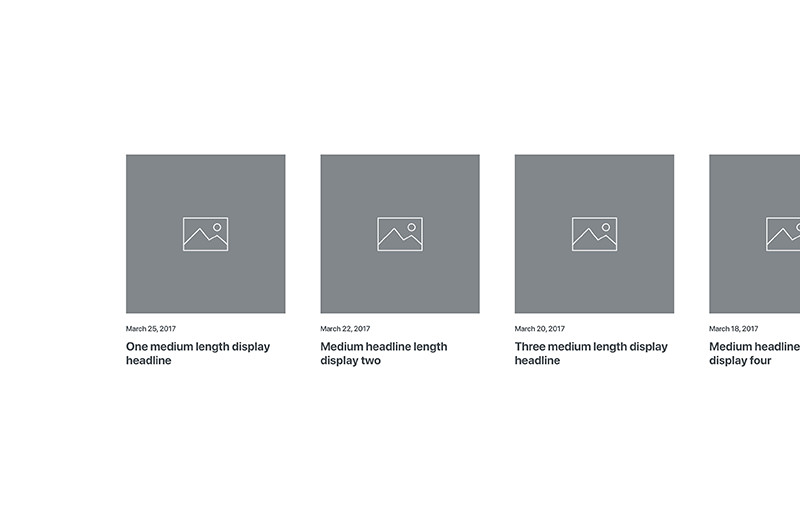 March 25, 2017
One medium length display
headline
March 22, 2017
Medium headline length
display two
March 20, 2017
Three medium length display
headline
March 18, 2017
Medium headline
display four